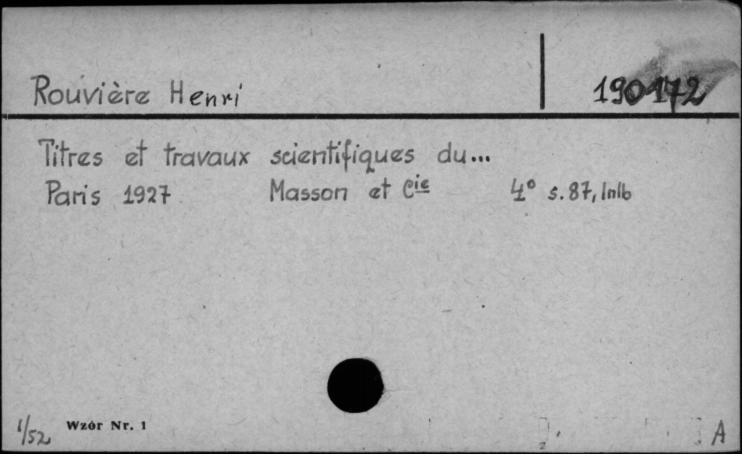 Rouvière Henri 190172
Titres et travaux scientifiques du...
Paris 1927 Masson et Cie 4° s.87, lnlb
1/52 Wzór Nr. 1 A